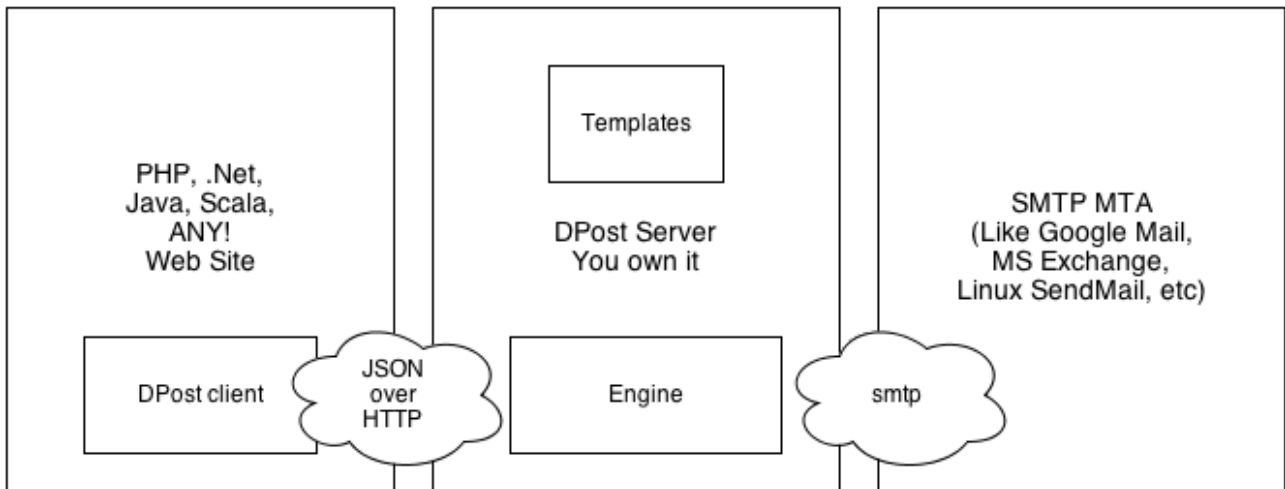 PHP, .Net,
Java, Scala,
ANY!
Web Site
DPost client
JSON
over
HTTP
Templates
DPost Server
You own it
Engine
smtp
SMTP MTA
(Like Google Mail,
MS Exchange,
Linux SendMail, etc)